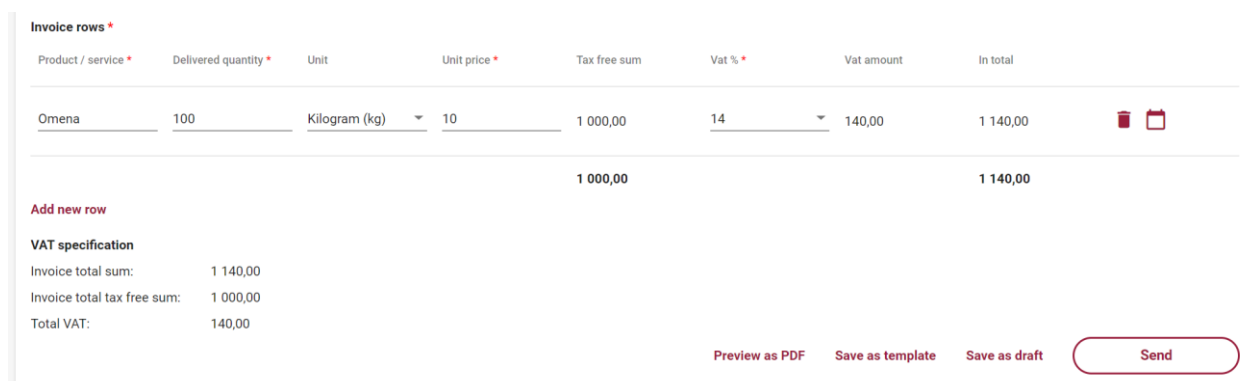 Invoice rows *
Product / service * Delivered quantity * Unit Unit price * Tax free sum Vat % * Vat amount In total
Omena 100 Kilogram (kg) 10 1 000,00 14 140,00 1 140,00
1 000,00 1 140,00
Add new row
VAT specification
Invoice total sum: 1 140,00
Invoice total tax free sum: 1 000,00
Total VAT: 140,00
Preview as PDF Save as template Save as draft Send